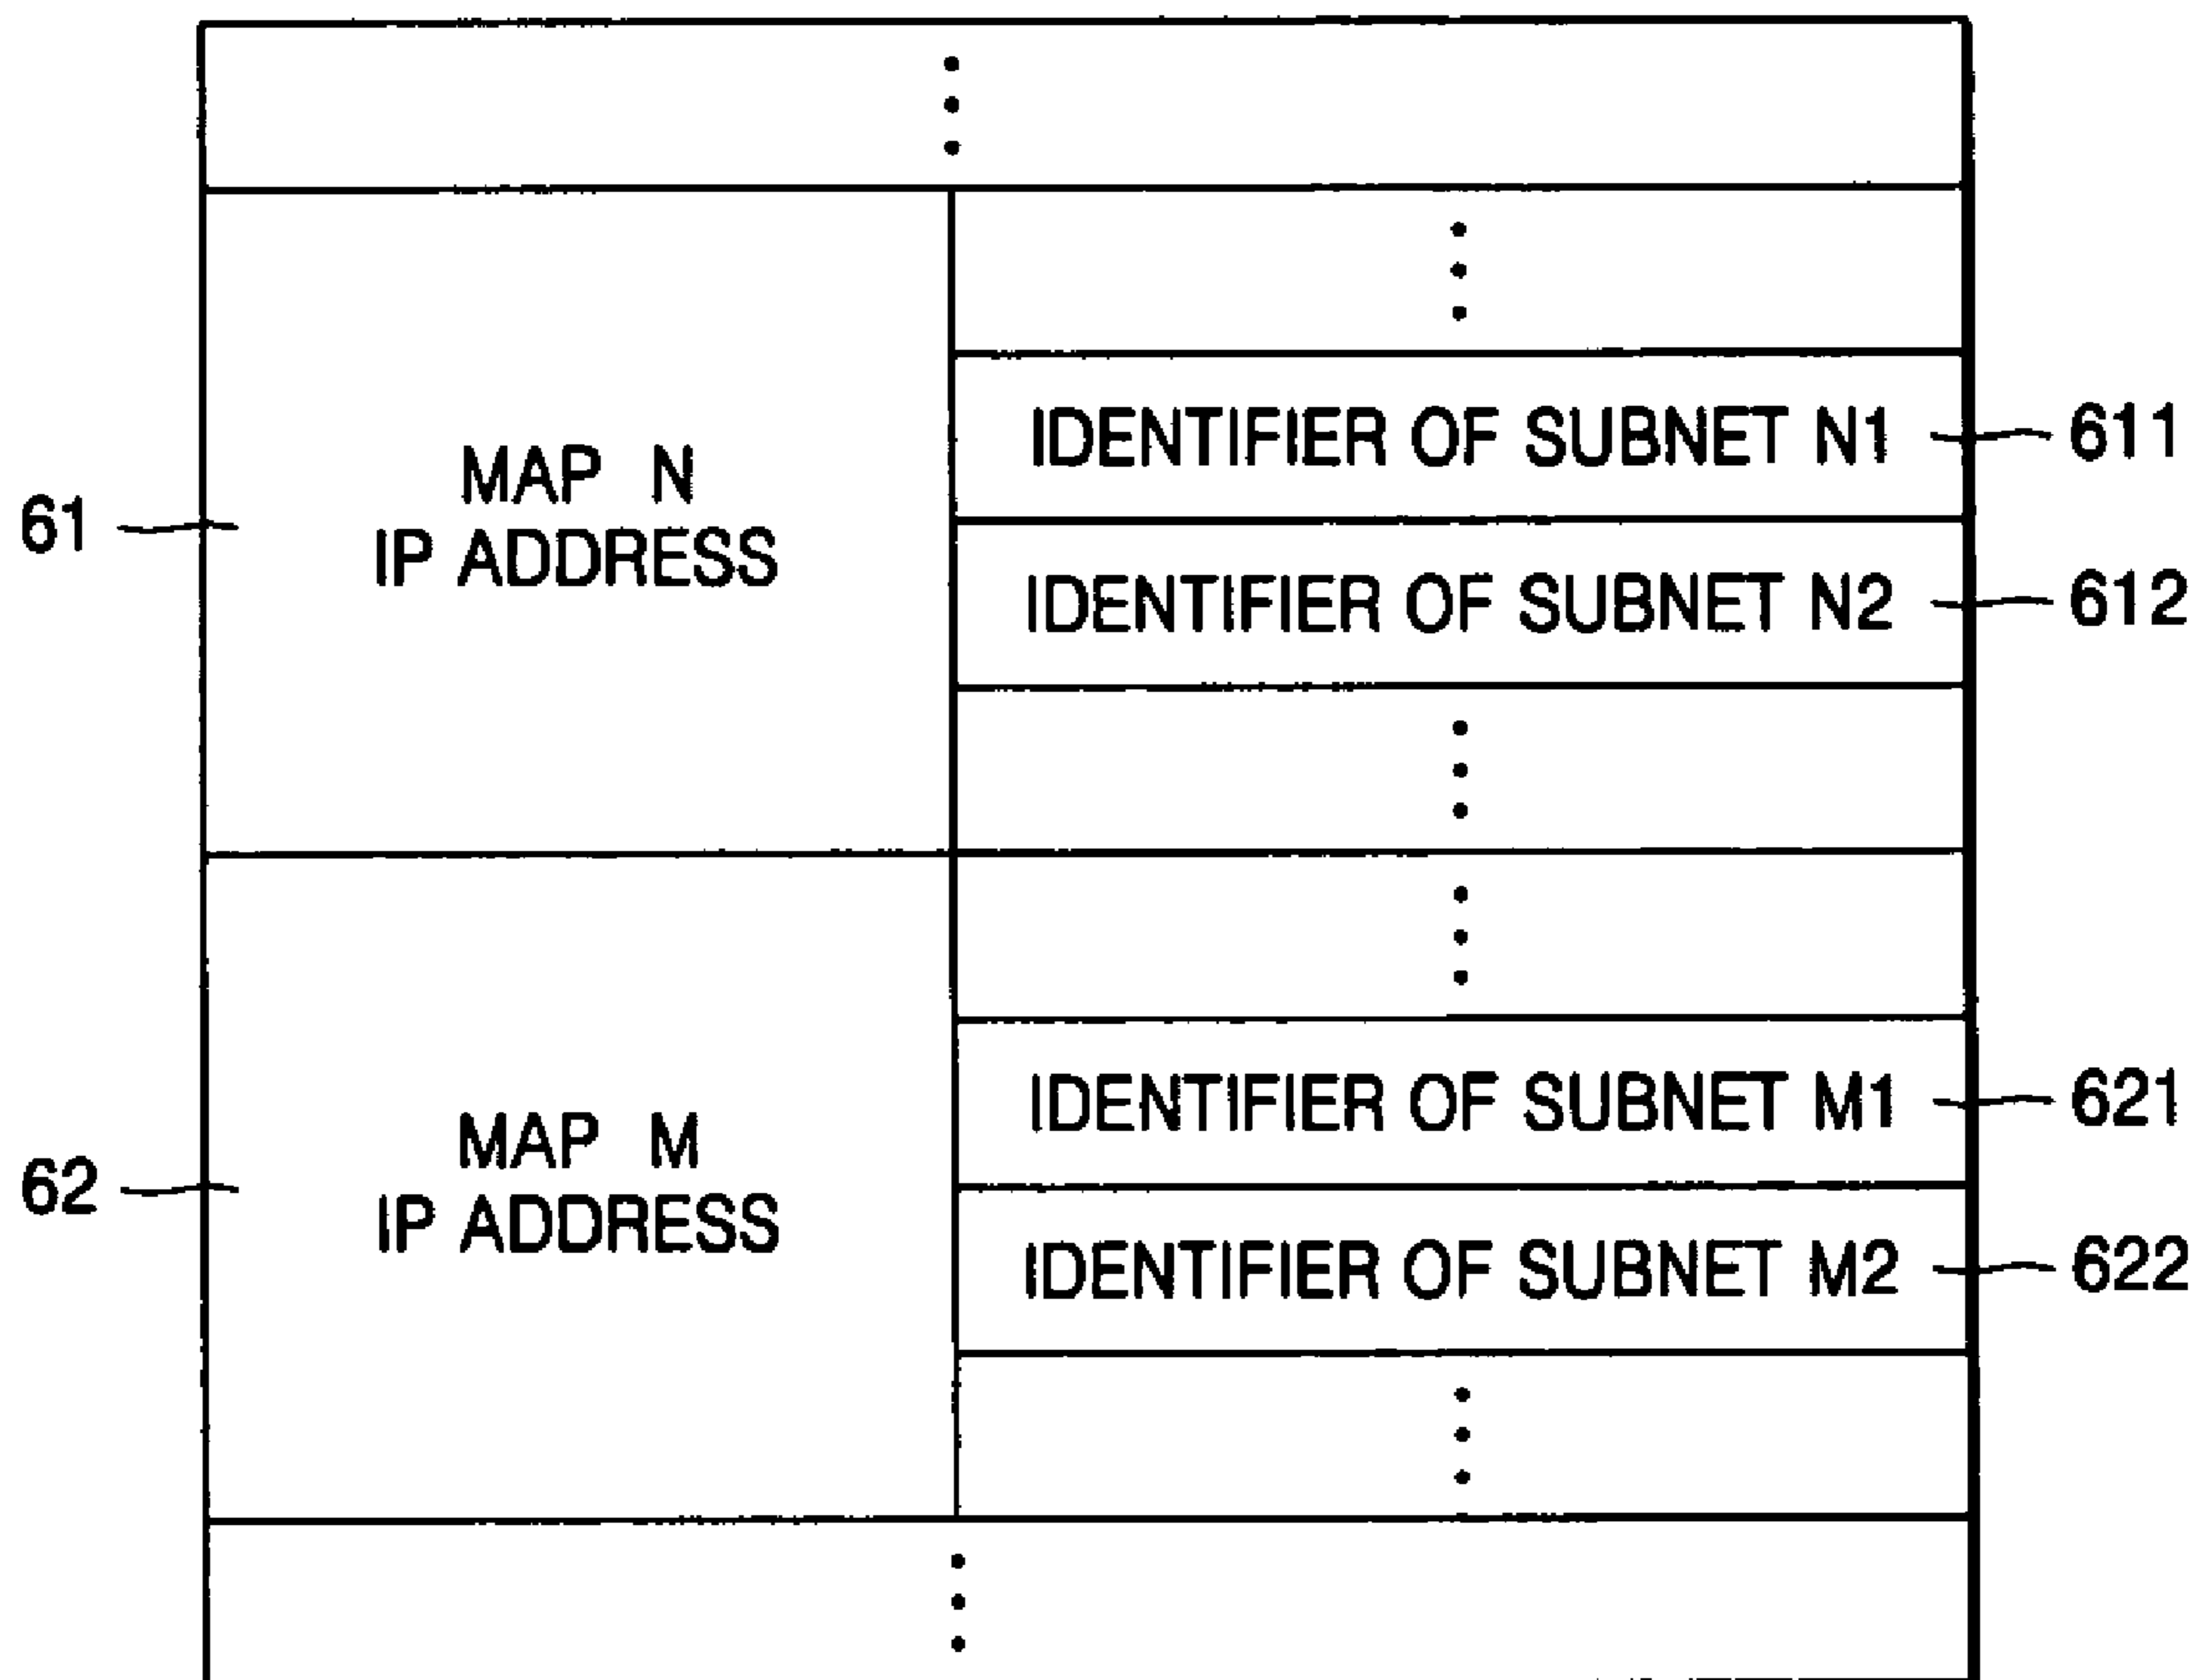 IDENTIFIER OF SUBNET N1 611
MAP N
61
IP ADDRESS
IDENTIFIER OF SUBNET N2 612
IDENTIFIER OF SUBNET M1 621
MAP M
62
IP ADDRESS
IDENTIFIER OF SUBNET M2 622